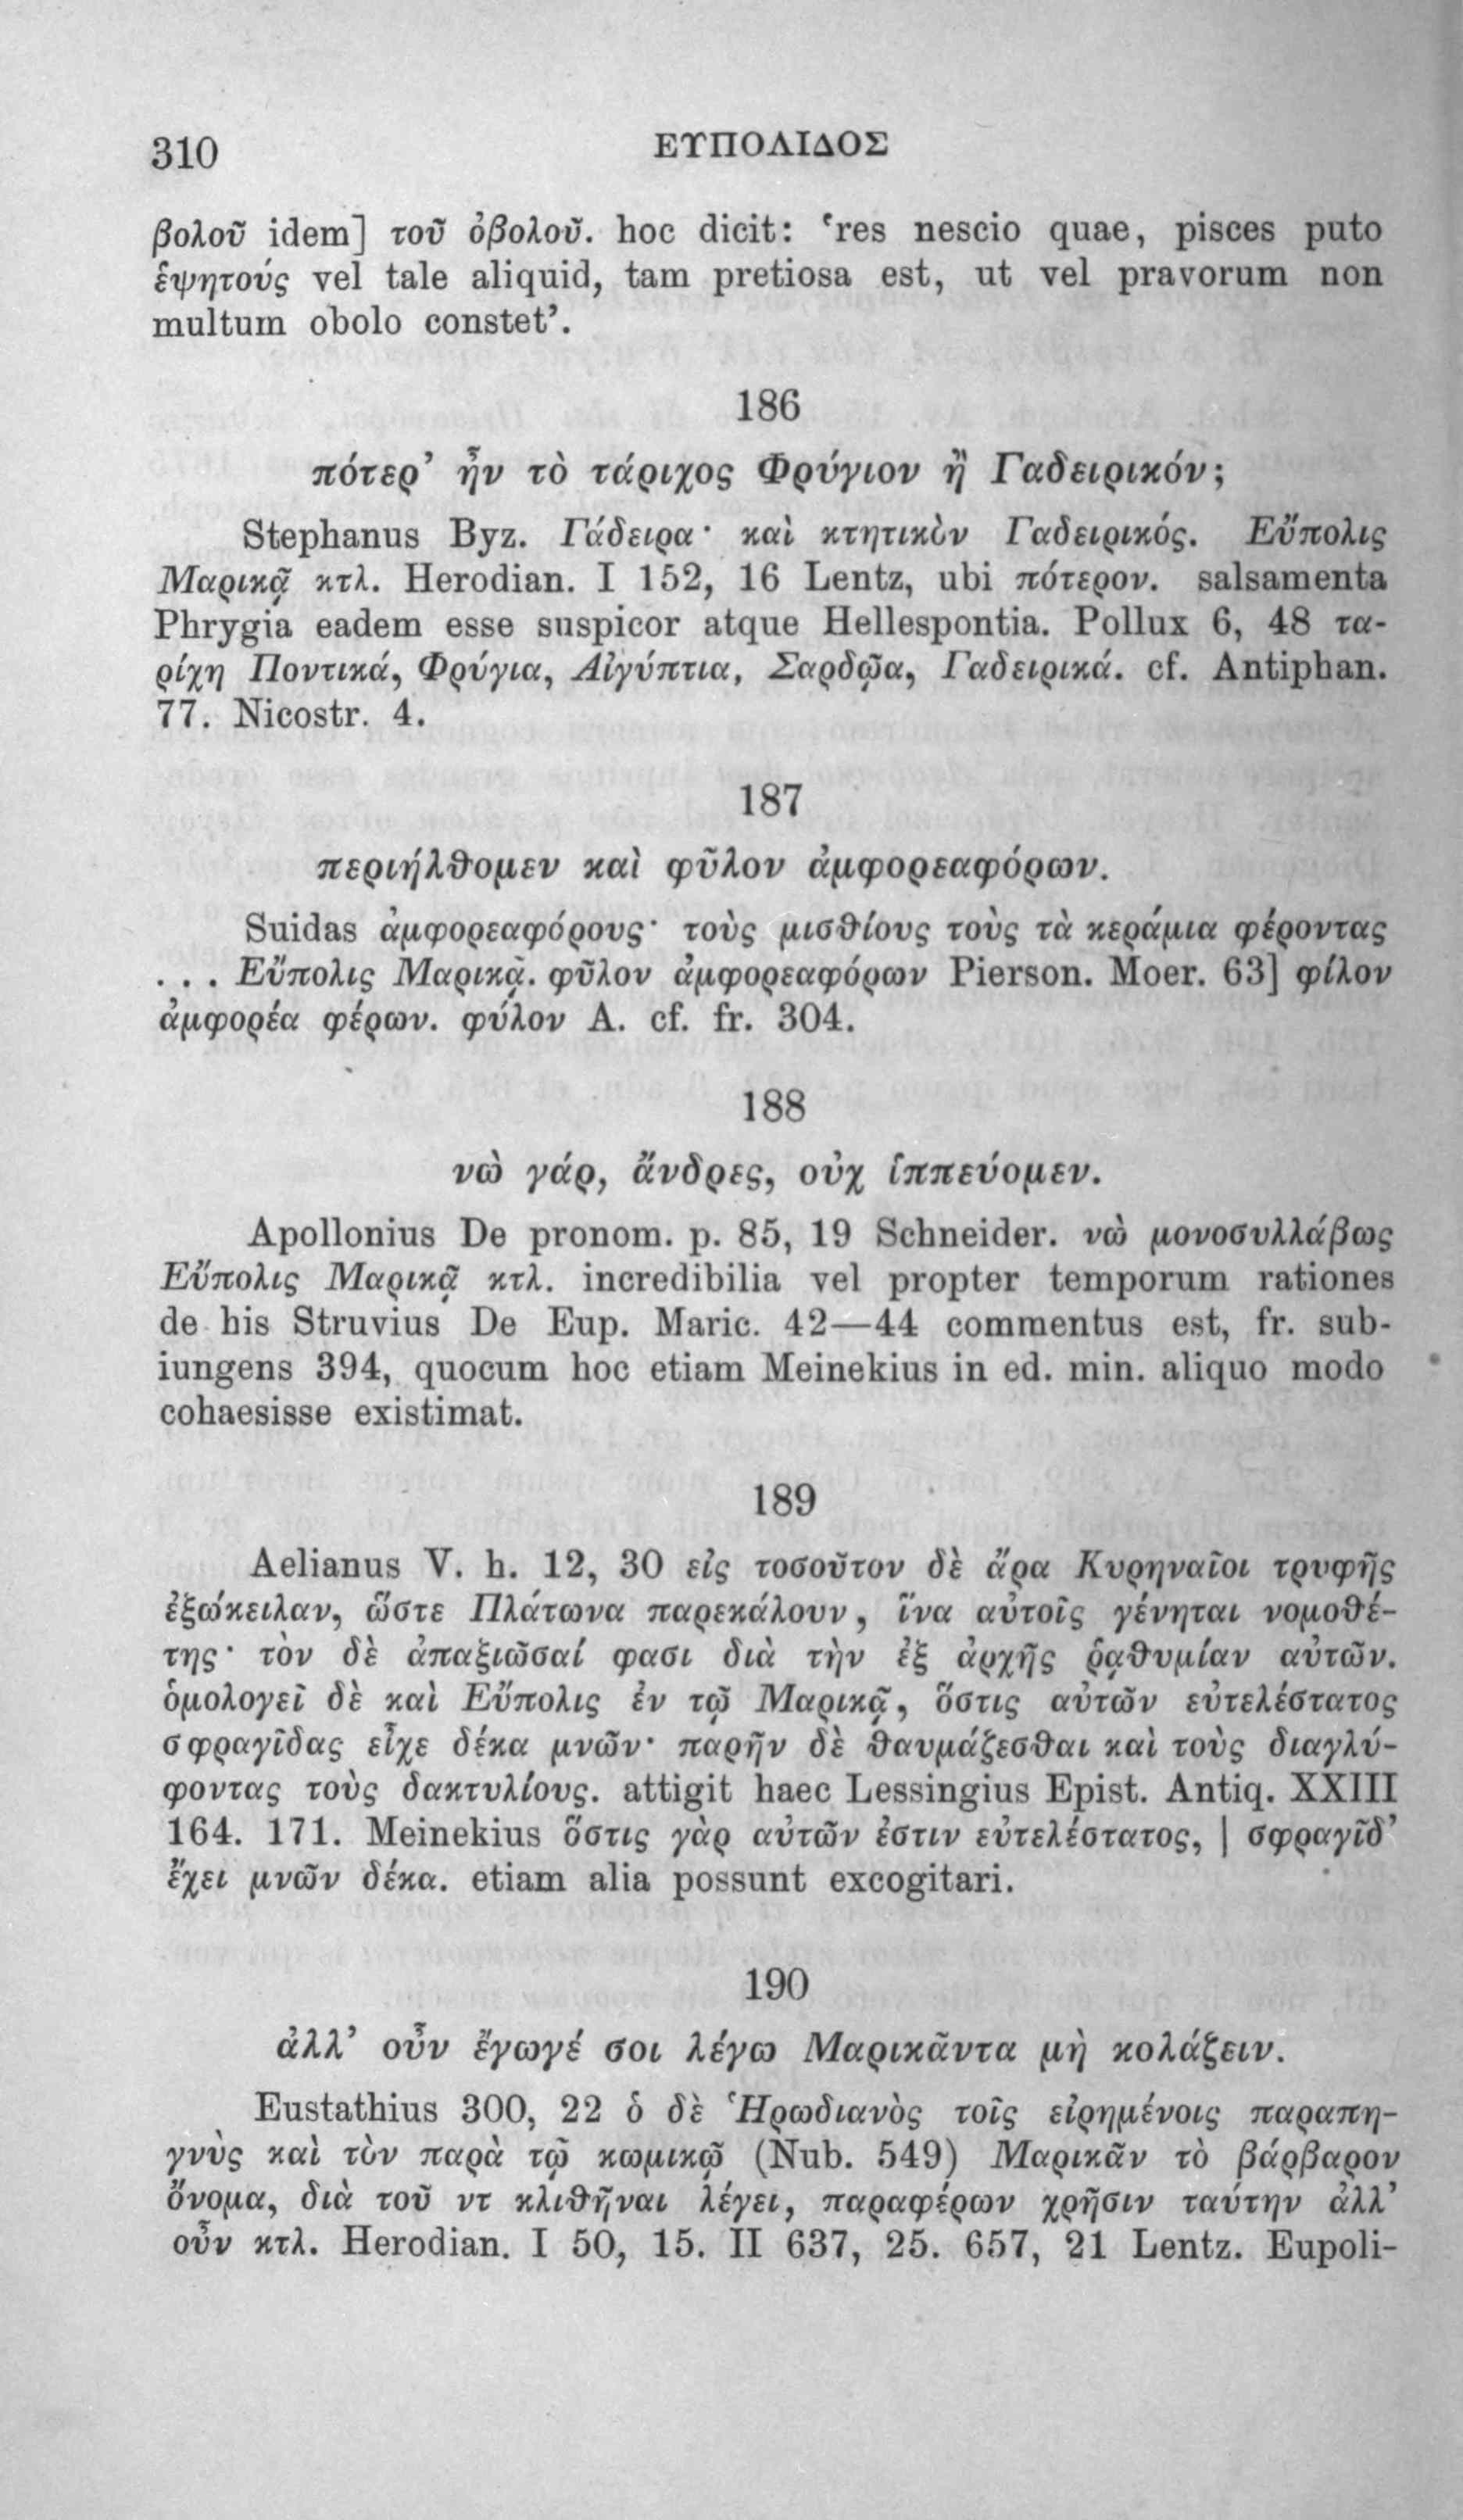 310 ΕΥΠΟΛΙΔΟΣ
βολοῦ idem] τοῦ ὀβολοῦ. hoc dicit: ‘res nescio quae, pisces puto
ἑψητούς vel tale aliquid, tam pretiosa est, ut vel pravorum non
multum obolo constet’.
186
πότερ’ ἦν τὸ τάριχος Φρύγιον ἢ Γαδειρικόν;
Stephanus Byz. Γάδειρα· καὶ κτητικὸν Γαδειρικός. Εὔπολις
Μαρικᾷ κτλ. Herodian. I 152, 16 Lentz, ubi πότερον. salsamenta
Phrygia eadem esse suspicor atque Hellespontia. Pollux 6, 48 τα-
ρίχη Ποντικά, Φρύγια, Αἰγύπτια, Σαρδῷα, Γαδειρικά. cf. Antiphan.
77. Nicostr. 4.
187
περιήλθομεν καὶ φῦλον ἀμφορεαφόρων.
Suidas ἀμφορεαφόρους· τοὺς μισθίους τοὺς τὰ κεράμια φέροντας
... Εὔπολις Μαρικᾷ. φῦλον ἀμφορεαφόρων Pierson. Moer. 63] φίλον
ἀμφορέα φέρων. φύλον A. cf. fr. 304.
188
νὼ γάρ, ἄνδρες, οὐχ ἱππεύομεν.
Apollonius De pronom. p. 85, 19 Schneider. νὼ μονοσυλλάβως
Εὔπολις Μαρικᾷ κτλ. incredibilia vel propter temporum rationes
de his Struvius De Eup. Maric. 42—44 commentus est, fr. sub-
iungens 394, quocum hoc etiam Meinekius in ed. min. aliquo modo
cohaesisse existimat.
189
Aelianus V. h. 12, 30 εἰς τοσοῦτον δὲ ἄρα Κυρηναῖοι τρυφῆς
ἐξώκειλαν, ὥστε Πλάτωνα παρεκάλουν, ἵνα αὐτοῖς γένηται νομοθέ-
της· τὸν δὲ ἀπαξιῶσαί φασι διὰ τὴν ἐξ ἀρχῆς ῥᾳθυμίαν αὐτῶν.
ὁμολογεῖ δὲ καὶ Εὔπολις ἐν τῷ Μαρικᾷ, ὅστις αὐτῶν εὐτελέστατος
σφραγῖδας εἶχε δέκα μνῶν· παρῆν δὲ θαυμάζεσθαι καὶ τοὺς διαγλύ-
φοντας τοὺς δακτυλίους. attigit haec Lessingius Epist. Antiq. XXIII
164. 171. Meinekius ὅστις γὰρ αὐτῶν ἐστιν εὐτελέστατος, | σφραγῖδ’
ἔχει μνῶν δέκα. etiam alia possunt excogitari.
190
ἀλλ’ οὖν ἔγωγέ σοι λέγω Μαρικᾶντα μὴ κολάζειν.
Eustathius 300, 22 ὁ δὲ Ἡρωδιανὸς τοῖς εἰρημένοις παραπη-
γνὺς καὶ τὸν παρὰ τῷ κωμικῷ (Nub. 549) Μαρικᾶν τὸ βάρβαρον
ὄνομα, διὰ τοῦ ντ κλιθῆναι λέγει, παραφέρων χρῆσιν ταύτην ἀλλ’
οὖν κτλ. Herodian. I 50, 15. II 637, 25. 657, 21 Lentz. Eupoli-